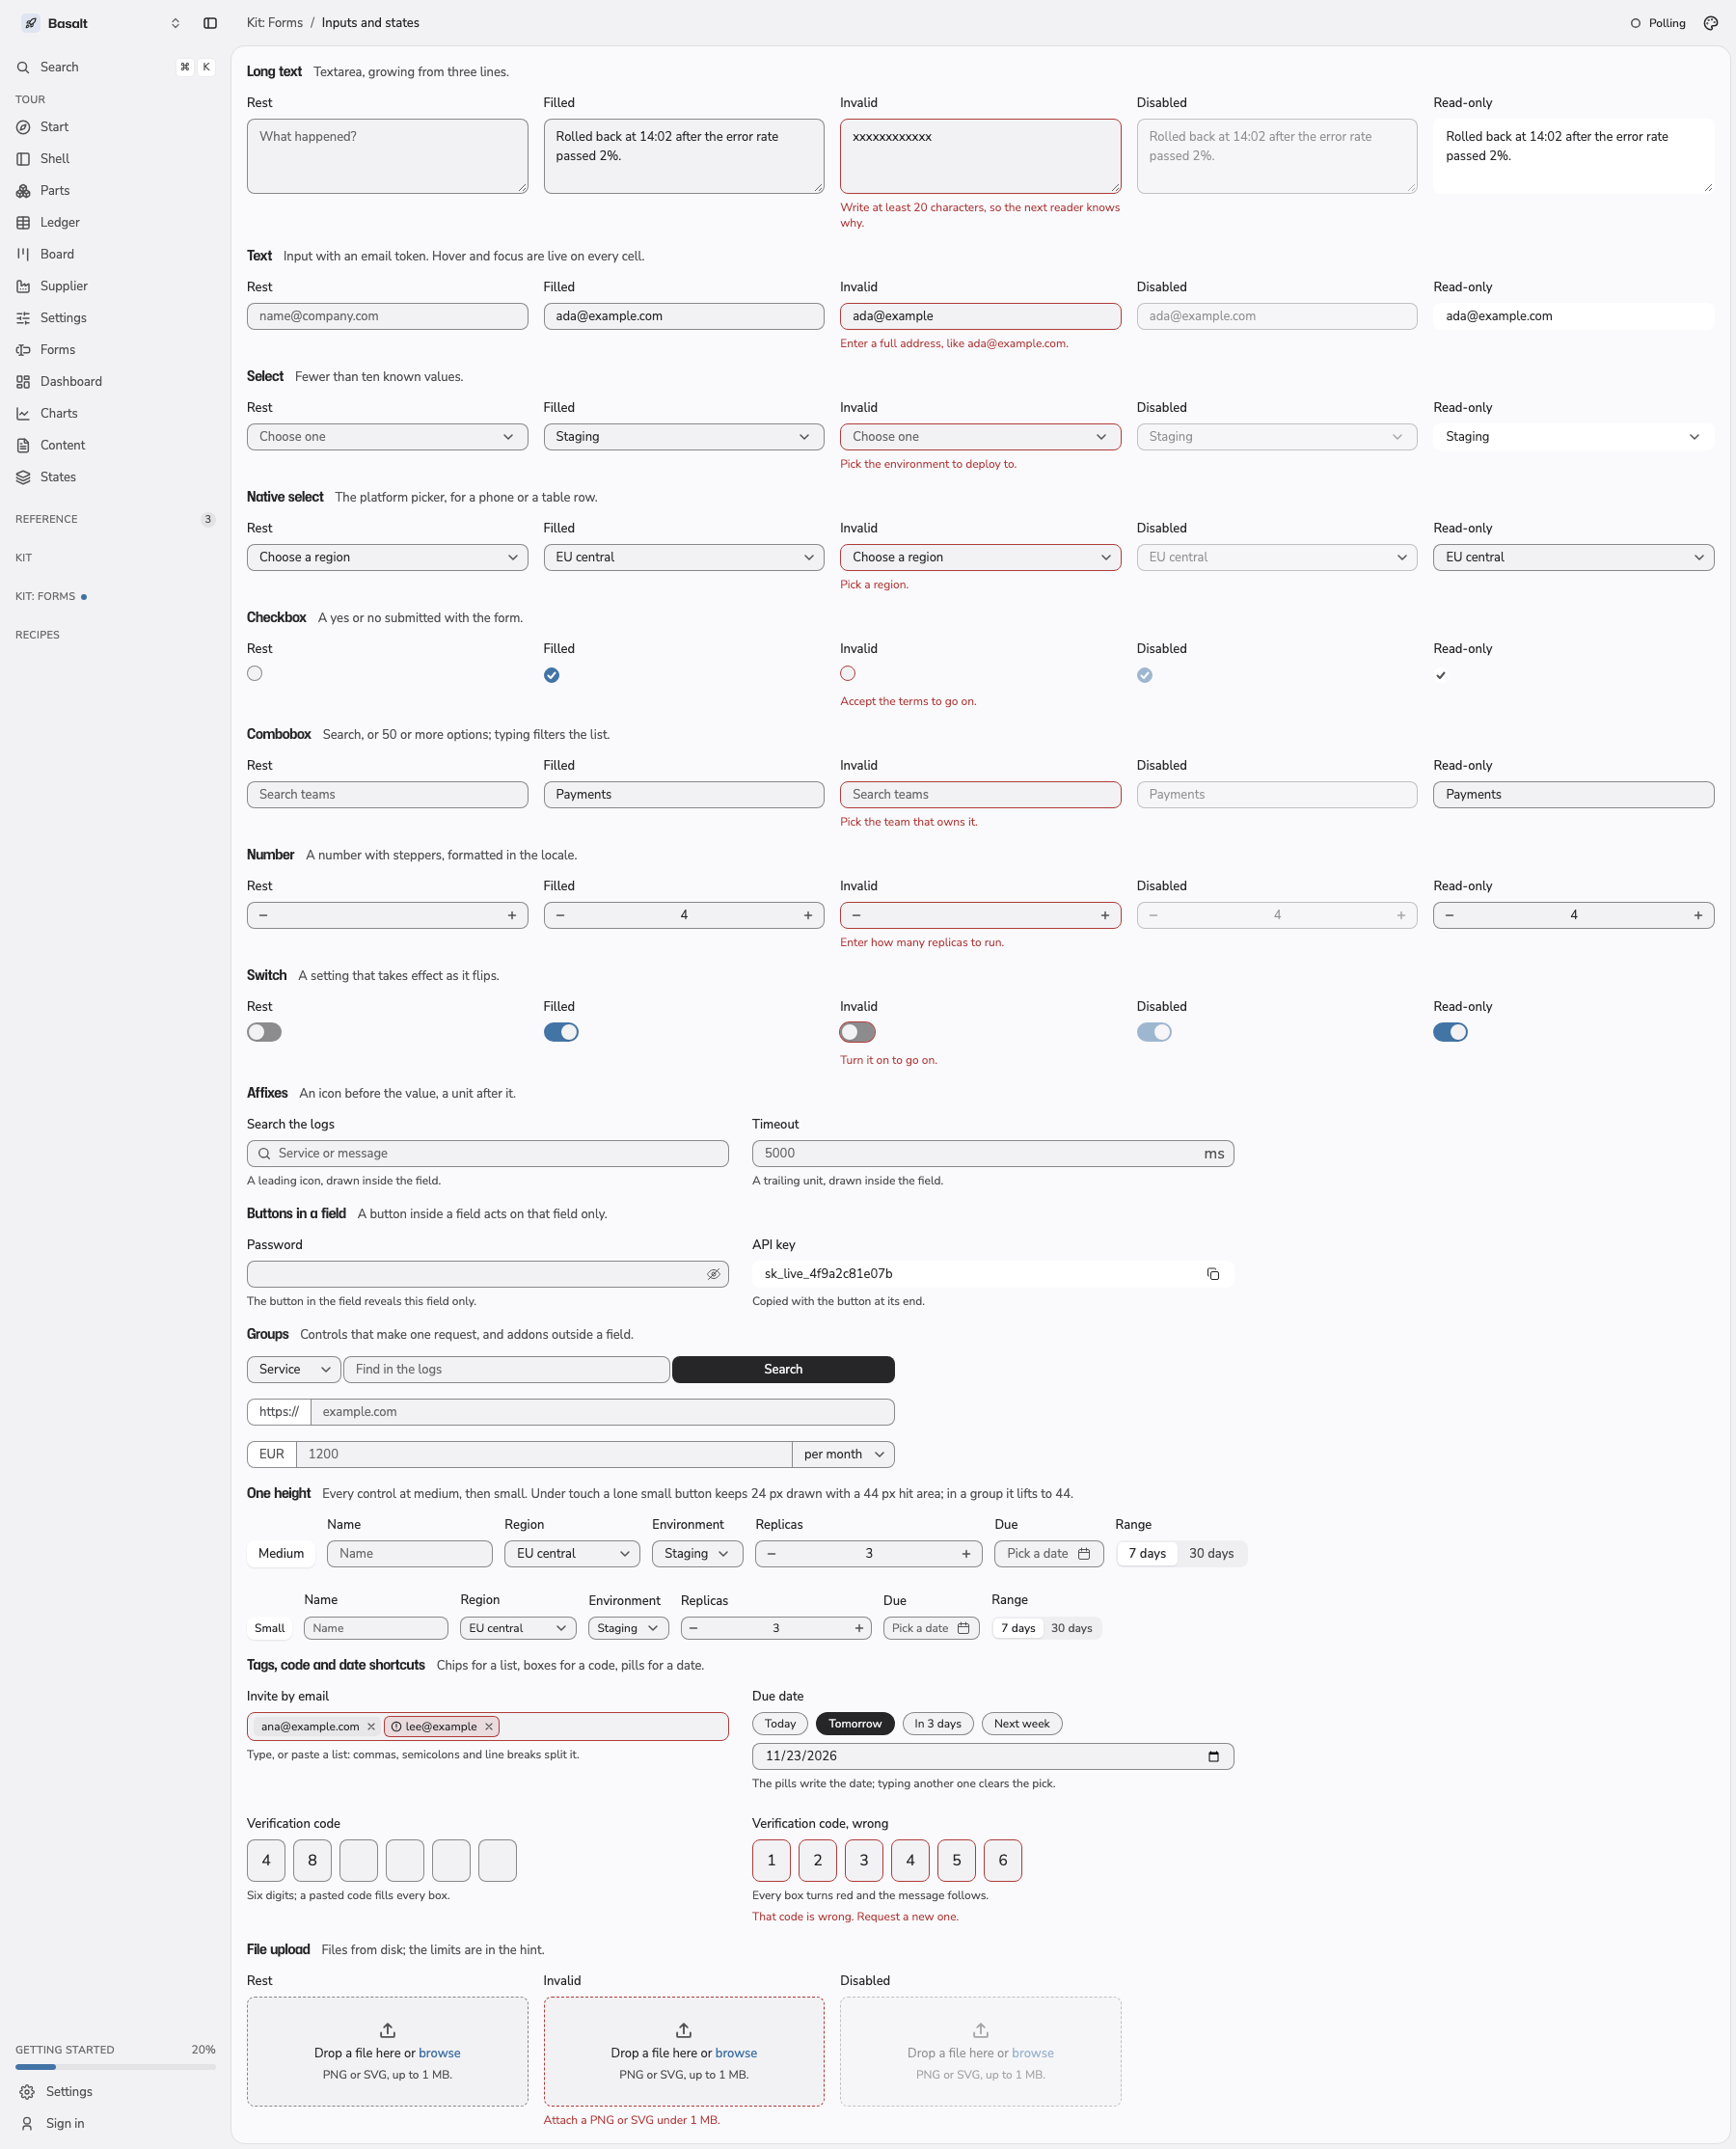 Basalt
Kit: Forms / Inputs and states
Polling
Search ⌘ K
TOUR
Start
Shell
Parts
Ledger
Board
Supplier
Settings
Forms
Dashboard
Charts
Content
States
REFERENCE 3
KIT
KIT: FORMS
RECIPES
GETTING STARTED 20%
Settings
Sign in
Long text Textarea, growing from three lines.
Rest Filled Invalid Disabled Read-only
What happened?
Rolled back at 14:02 after the error rate
passed 2%.
xxxxxxxxxxxx
Write at least 20 characters, so the next reader knows
why.
Rolled back at 14:02 after the error rate
passed 2%.
Rolled back at 14:02 after the error rate
passed 2%.
Text Input with an email token. Hover and focus are live on every cell.
Rest Filled Invalid Disabled Read-only
name@company.com ada@example.com ada@example ada@example.com ada@example.com
Enter a full address, like ada@example.com.
Select Fewer than ten known values.
Rest Filled Invalid Disabled Read-only
Choose one Staging Choose one Staging Staging
Pick the environment to deploy to.
Native select The platform picker, for a phone or a table row.
Rest Filled Invalid Disabled Read-only
Choose a region EU central Choose a region EU central EU central
Pick a region.
Checkbox A yes or no submitted with the form.
Rest Filled Invalid Disabled Read-only
Accept the terms to go on.
Combobox Search, or 50 or more options; typing filters the list.
Rest Filled Invalid Disabled Read-only
Search teams Payments Search teams Payments Payments
Pick the team that owns it.
Number A number with steppers, formatted in the locale.
Rest Filled Invalid Disabled Read-only
− + − 4 + − + − 4 + − 4 +
Enter how many replicas to run.
Switch A setting that takes effect as it flips.
Rest Filled Invalid Disabled Read-only
Turn it on to go on.
Affixes An icon before the value, a unit after it.
Search the logs Timeout
Service or message 5000 ms
A leading icon, drawn inside the field. A trailing unit, drawn inside the field.
Buttons in a field A button inside a field acts on that field only.
Password API key
sk_live_4f9a2c81e07b
The button in the field reveals this field only. Copied with the button at its end.
Groups Controls that make one request, and addons outside a field.
Service Find in the logs Search
https:// example.com
EUR 1200 per month
One height Every control at medium, then small. Under touch a lone small button keeps 24 px drawn with a 44 px hit area; in a group it lifts to 44.
Name Region Environment Replicas Due Range
Medium Name EU central Staging − 3 + Pick a date 7 days 30 days
Name Region Environment Replicas Due Range
Small Name EU central Staging − 3 + Pick a date 7 days 30 days
Tags, code and date shortcuts Chips for a list, boxes for a code, pills for a date.
Invite by email
ana@example.com lee@example
Type, or paste a list: commas, semicolons and line breaks split it.
Due date
Today Tomorrow In 3 days Next week
11/23/2026
The pills write the date; typing another one clears the pick.
Verification code
4 8
Six digits; a pasted code fills every box.
Verification code, wrong
1 2 3 4 5 6
Every box turns red and the message follows.
That code is wrong. Request a new one.
File upload Files from disk; the limits are in the hint.
Rest Invalid Disabled
Drop a file here or browse Drop a file here or browse Drop a file here or browse
PNG or SVG, up to 1 MB. PNG or SVG, up to 1 MB. PNG or SVG, up to 1 MB.
Attach a PNG or SVG under 1 MB.